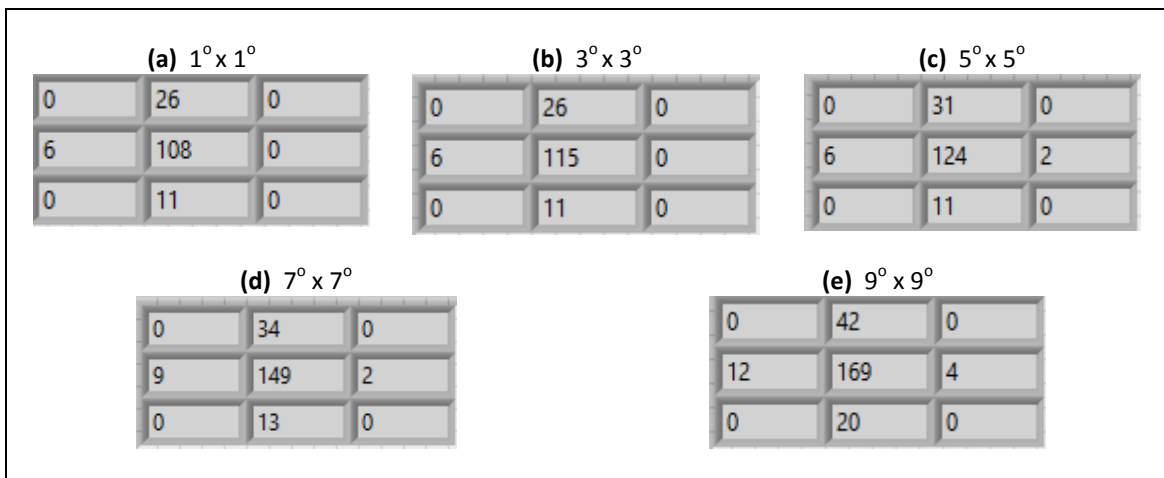 (a) 1° x 1°
0 26 0
6 108 0
0 11 0
(b) 3° x 3°
0 26 0
6 115 0
0 11 0
(c) 5° x 5°
0 31 0
6 124 2
0 11 0
(d) 7° x 7°
0 34 0
9 149 2
0 13 0
(e) 9° x 9°
0 42 0
12 169 4
0 20 0